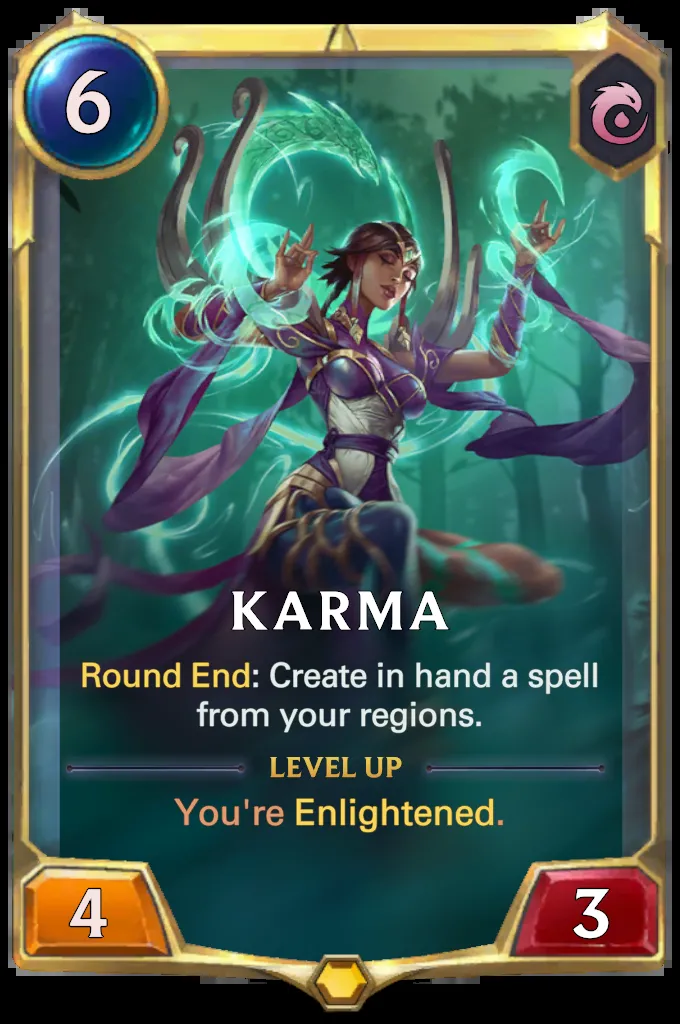 6
KARMA
Round End: Create in hand a spell
from your regions.
LEVEL UP
You're Enlightened.
4
3